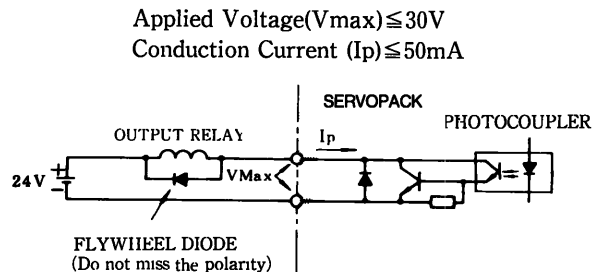 Applied Voltage(Vmax)≦30V
Conduction Current (Ip)≦50mA
SERVOPACK
PHOTOCOUPLER
OUTPUT RELAY
Ip
24V
+
−
VMax
FLYWHEEL DIODE
(Do not miss the polarity)